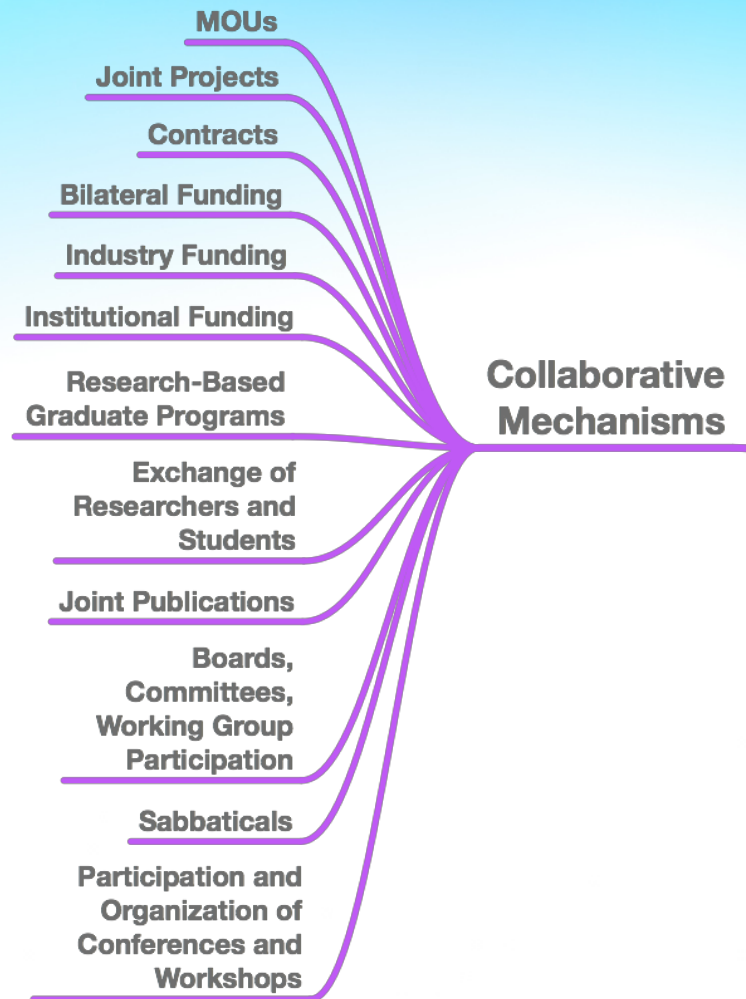 MOUs
Joint Projects
Contracts
Bilateral Funding
Industry Funding
Institutional Funding
Research-Based
Graduate Programs
Exchange of
Researchers and
Students
Joint Publications
Boards,
Committees,
Working Group
Participation
Sabbaticals
Participation and
Organization of
Conferences and
Workshops
Collaborative
Mechanisms